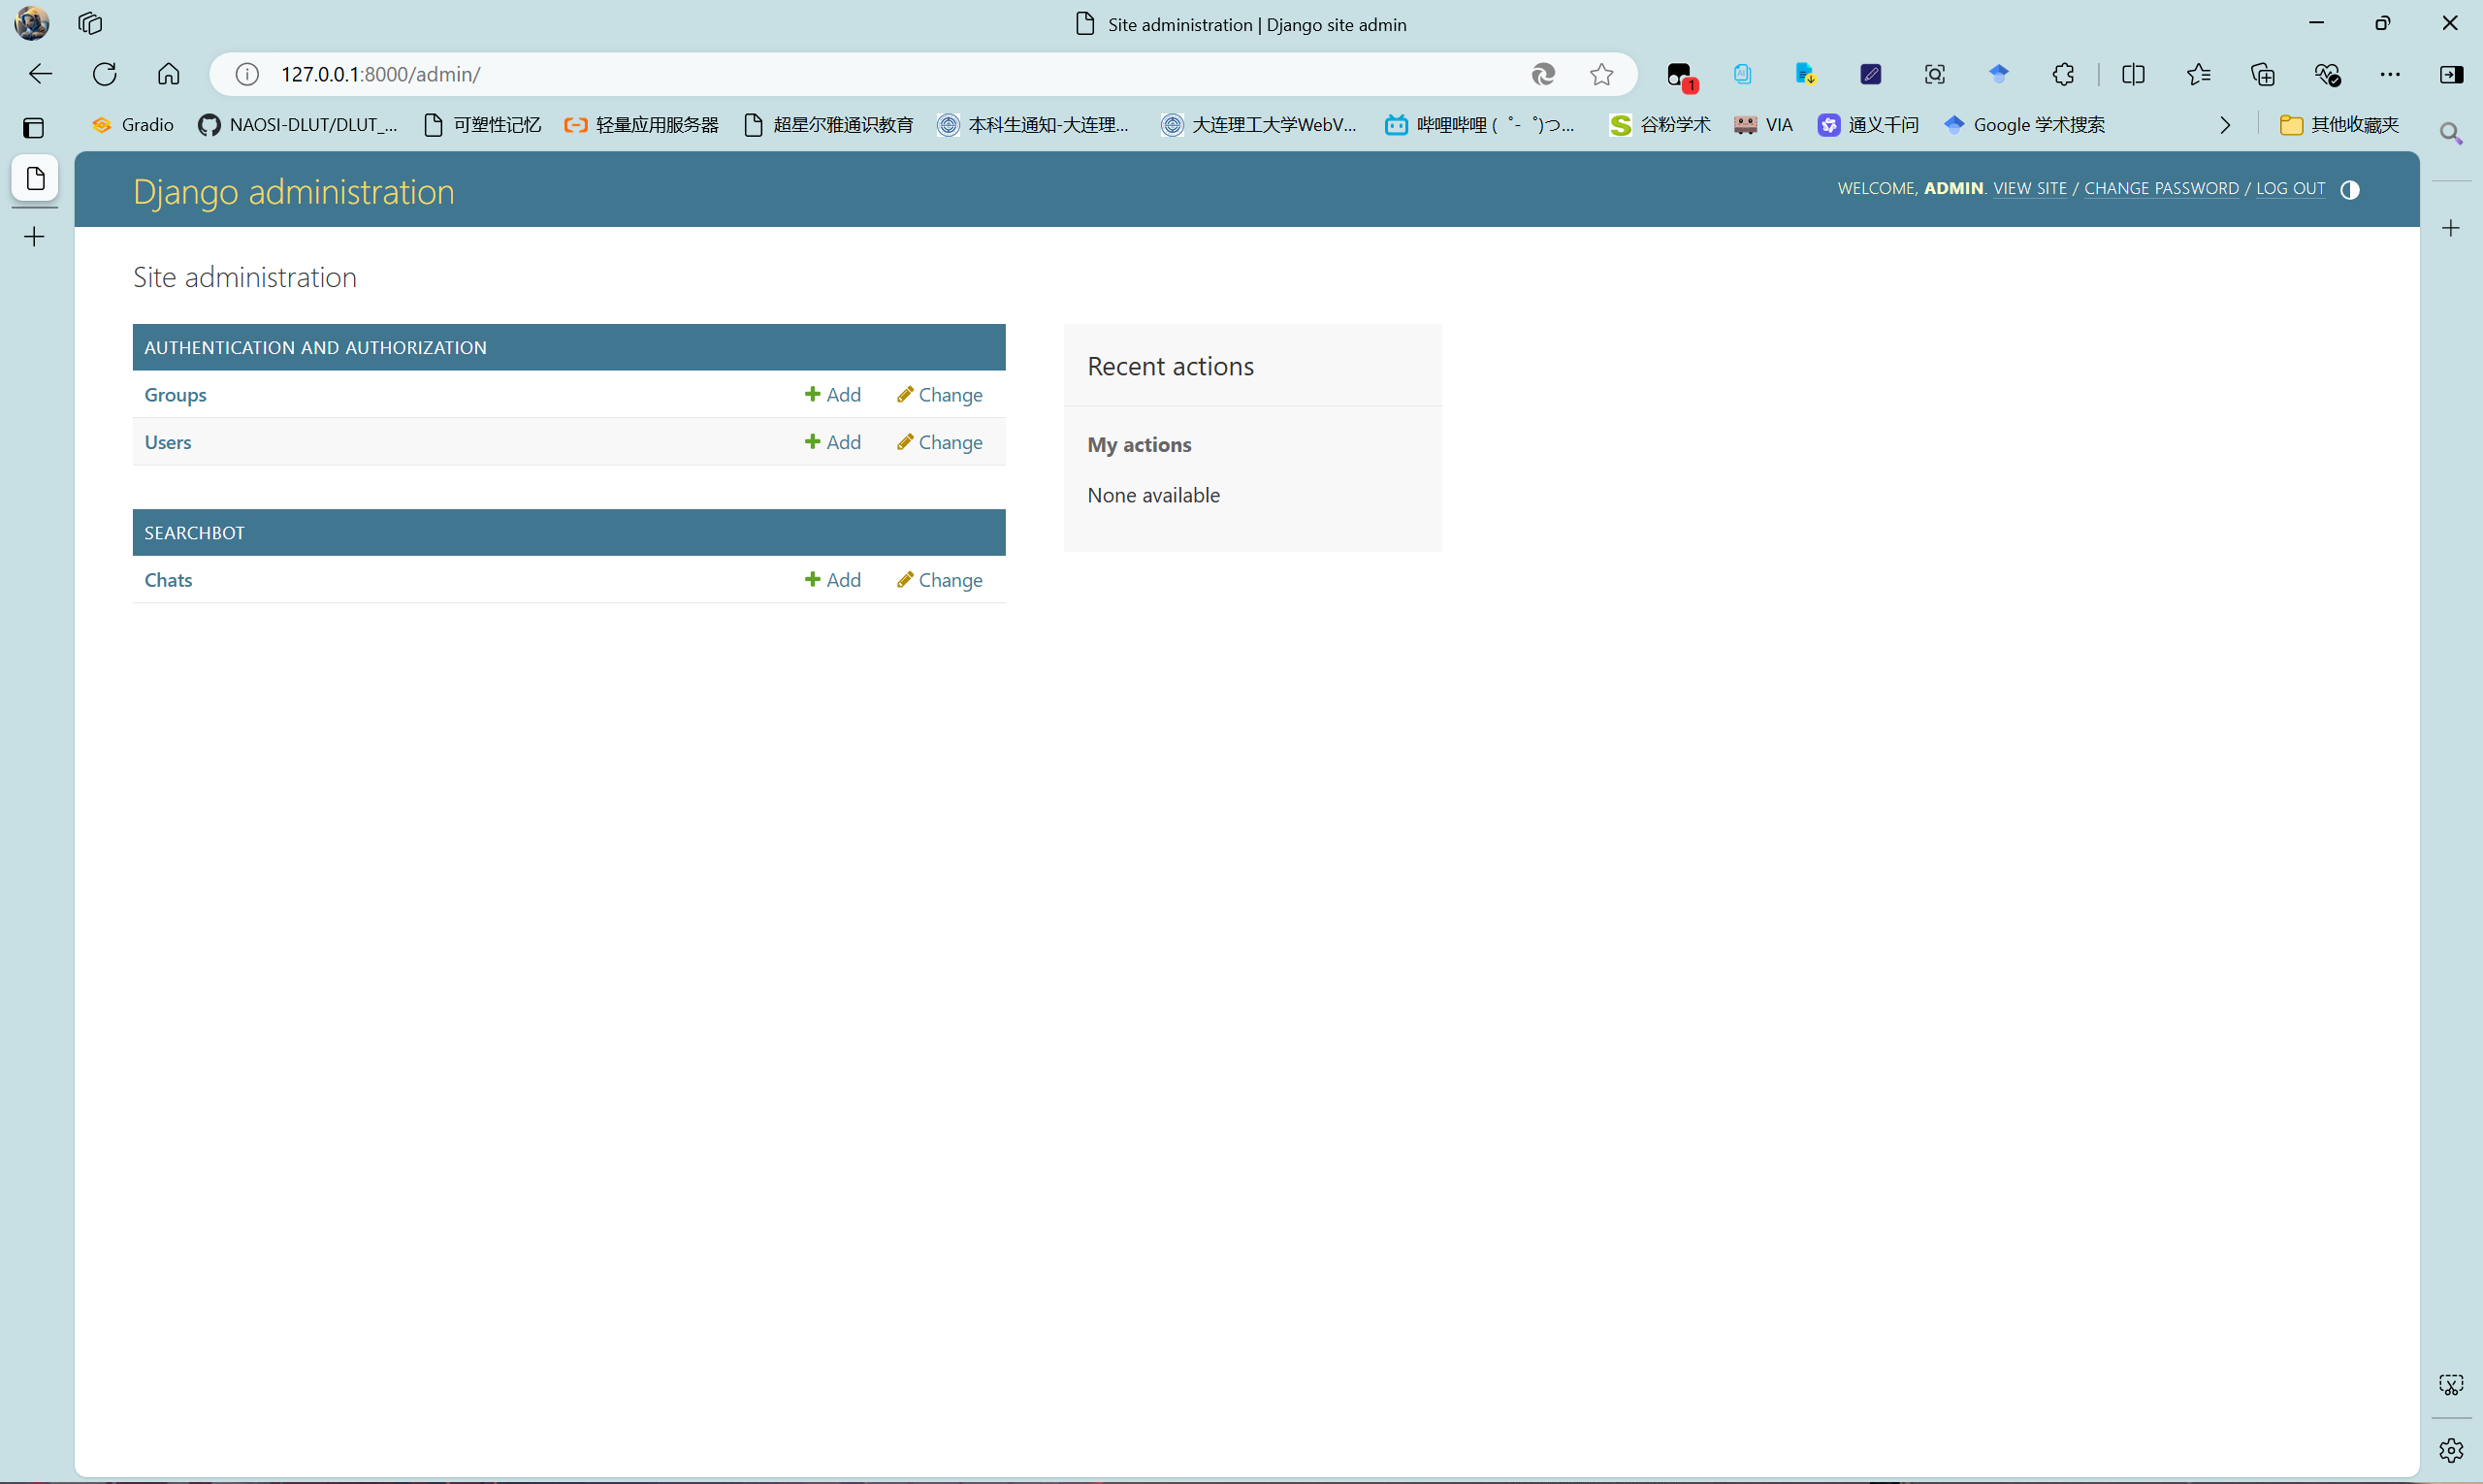 Site administration | Django site admin
127.0.0.1:8000/admin/
1
Gradio
NAOSI-DLUT/DLUT_...
可塑性记忆
轻量应用服务器
超星尔雅通识教育
本科生通知-大连理...
大连理工大学WebV...
哔哩哔哩 ( ゜- ゜)つ...
谷粉学术
VIA
通义千问
Google 学术搜索
其他收藏夹
Django administration
WELCOME, ADMIN. VIEW SITE / CHANGE PASSWORD / LOG OUT
Site administration
AUTHENTICATION AND AUTHORIZATION
Groups Add Change
Users Add Change
SEARCHBOT
Chats Add Change
Recent actions
My actions
None available